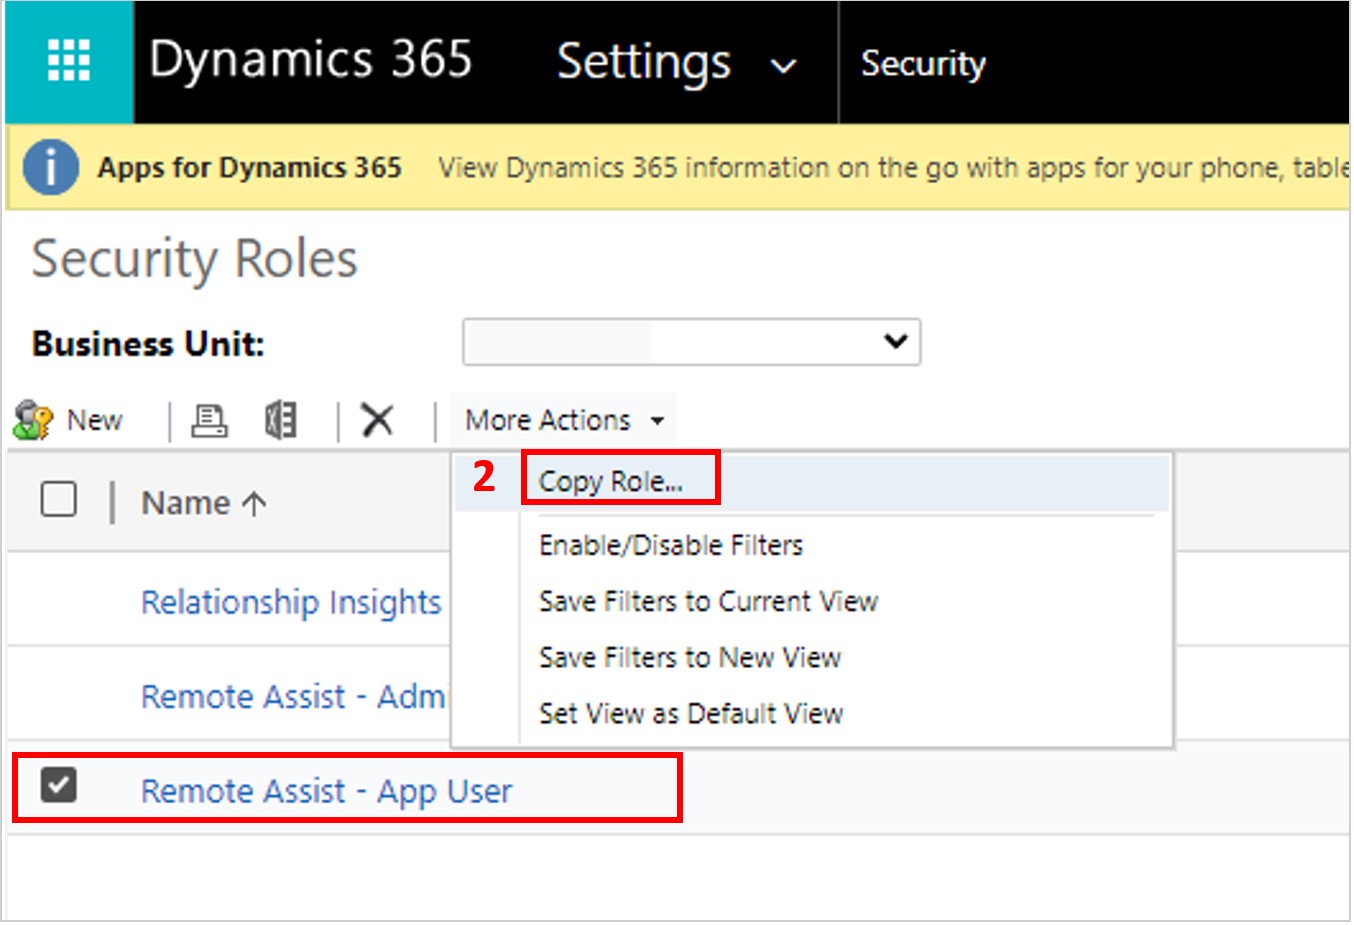 Dynamics 365 Settings Security
Apps for Dynamics 365 View Dynamics 365 information on the go with apps for your phone,
Security Roles
Business Unit:
New More Actions
2 Copy Role...
Name ↑
Enable/Disable Filters
Relationship Insights
Save Filters to Current View
Save Filters to New View
Remote Assist -
Set View as Default View
Remote Assist - App User